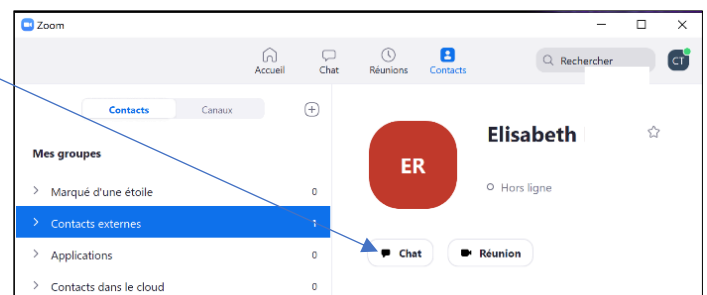 Zoom
Accueil Chat Réunions Contacts Rechercher CT
Contacts Canaux
Elisabeth
Mes groupes
ER
Hors ligne
Marqué d'une étoile 0
Contacts externes 1
Applications 0
Chat Réunion
Contacts dans le cloud 0